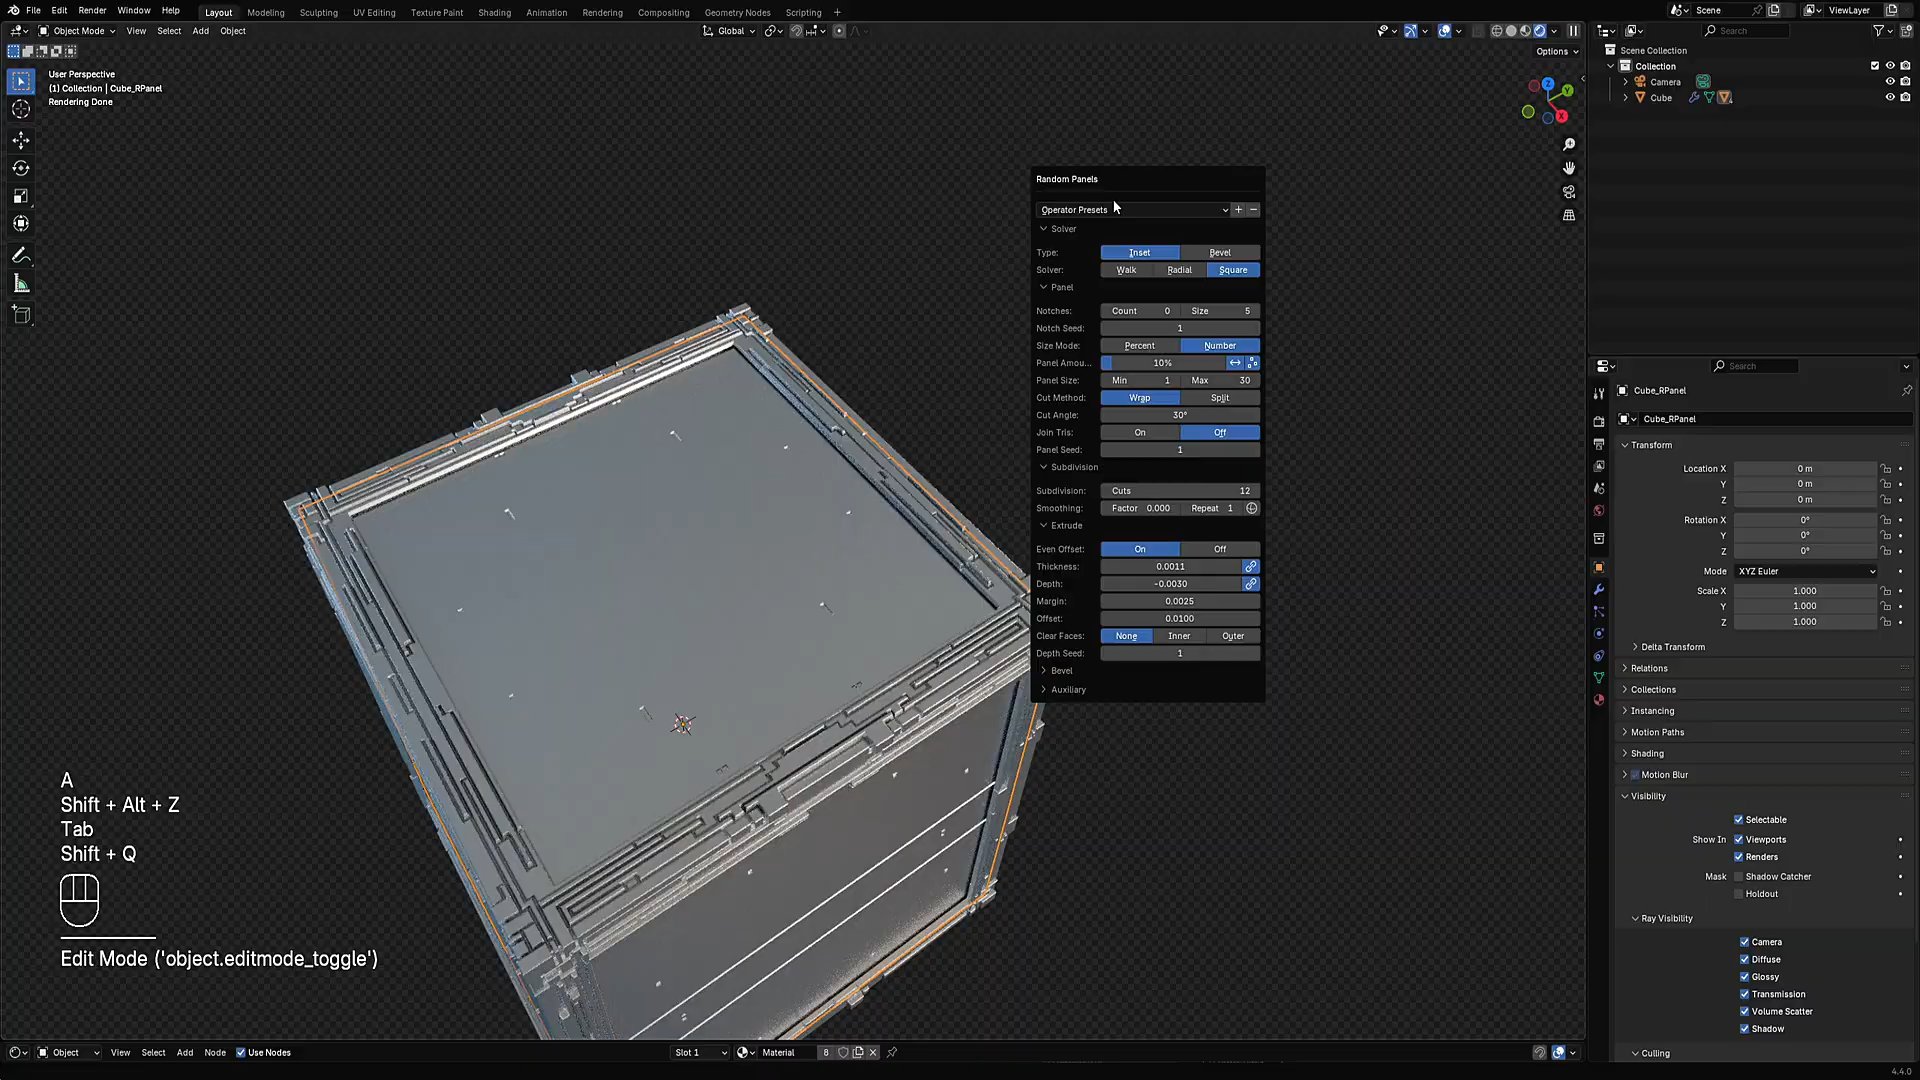 File Edit Render Window Help Layout Modeling Sculpting UV Editing Texture Paint Shading Animation Rendering Compositing Geometry Nodes Scripting + Scene ViewLayer
Object Mode View Select Add Object Global Search
Options
User Perspective
(1) Collection | Cube_RPanel
Rendering Done
Scene Collection
Collection
Camera
Cube
Z
Y
X
Random Panels
Operator Presets + −
Solver
Type: Inset Bevel
Solver: Walk Radial Square
Panel
Notches: Count 0 Size 5
Notch Seed: 1
Size Mode: Percent Number
Panel Amou... 10%
Panel Size: Min 1 Max 30
Cut Method: Wrap Split
Cut Angle: 30°
Join Tris: On Off
Panel Seed: 1
Subdivision
Subdivision: Cuts 12
Smoothing: Factor 0.000 Repeat 1
Extrude
Even Offset: On Off
Thickness: 0.0011
Depth: -0.0030
Margin: 0.0025
Offset: 0.0100
Clear Faces: None Inner Outer
Depth Seed: 1
Bevel
Auxiliary
Search
Cube_RPanel
Cube_RPanel
Transform
Location X 0 m
Y 0 m
Z 0 m
Rotation X 0°
Y 0°
Z 0°
Mode XYZ Euler
Scale X 1.000
Y 1.000
Z 1.000
Delta Transform
Relations
Collections
Instancing
Motion Paths
Shading
Motion Blur
Visibility
Selectable
Show In Viewports
Renders
Mask Shadow Catcher
Holdout
Ray Visibility
Camera
Diffuse
Glossy
Transmission
Volume Scatter
Shadow
Culling
A
Shift + Alt + Z
Tab
Shift + Q
Edit Mode ('object.editmode_toggle')
Object View Select Add Node Use Nodes Slot 1 Material 8
4.4.0